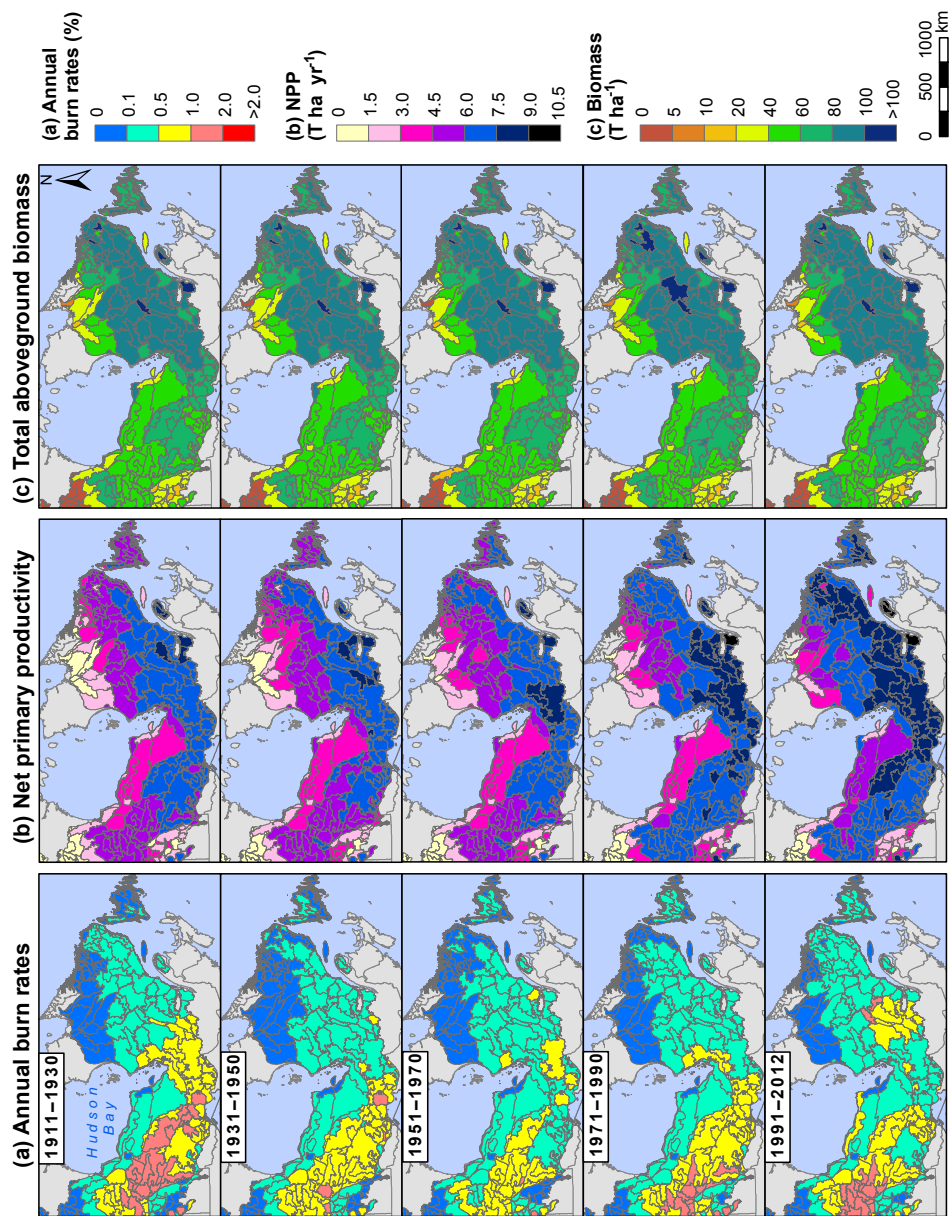 (a) Annual burn rates
1911–1930
Hudson
Bay
1931–1950
1951–1970
1971–1990
1991–2012
(b) Net primary productivity
(c) Total aboveground biomass
N
(a) Annual
burn rates (%)
0
0.1
0.5
1.0
2.0
>2.0
(b) NPP
(T ha yr⁻¹)
0
1.5
3.0
4.5
6.0
7.5
9.0
10.5
(c) Biomass
(T ha⁻¹)
0
5
10
20
40
60
80
100
>100
0 500 1000
km